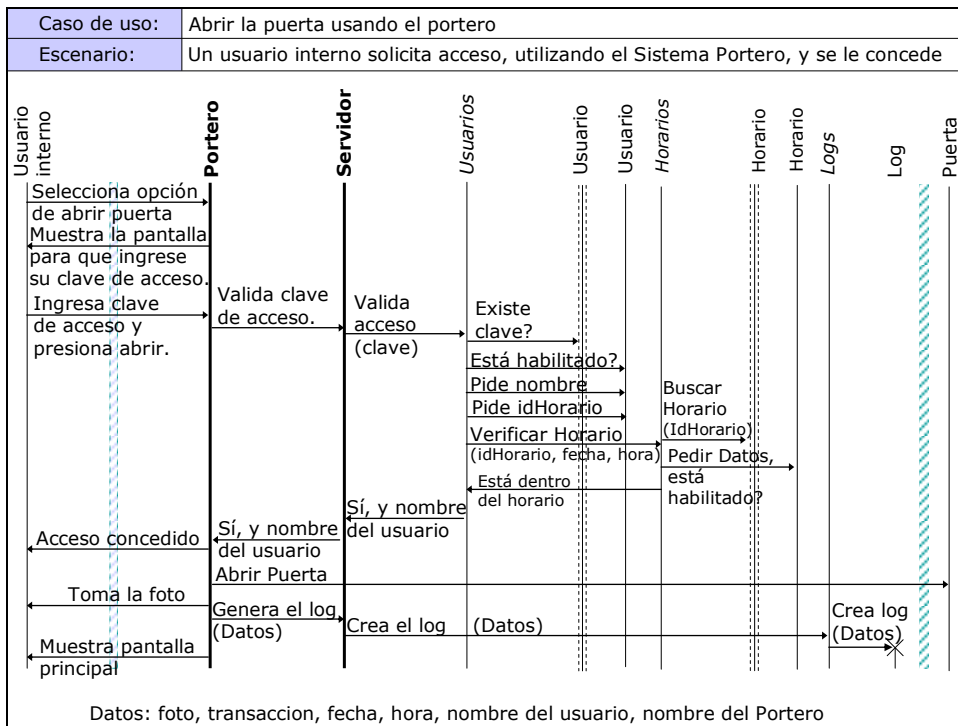 Caso de uso: Abrir la puerta usando el portero
Escenario: Un usuario interno solicita acceso, utilizando el Sistema Portero, y se le concede
Usuario
interno
Portero
Servidor
Usuarios
Usuario
Usuario
Horarios
Horario
Horario
Logs
Log
Puerta
Selecciona opción
de abrir puerta
Muestra la pantalla
para que ingrese
su clave de acceso.
Ingresa clave
de acceso y
presiona abrir.
Valida clave
de acceso.
Valida
acceso
(clave)
Existe
clave?
Está habilitado?
Pide nombre
Pide idHorario
Verificar Horario
(idHorario, fecha, hora)
Buscar
Horario
(IdHorario)
Pedir Datos,
está
habilitado?
Está dentro
del horario
Sí, y nombre
del usuario
Sí, y nombre
del usuario
Acceso concedido
Abrir Puerta
Toma la foto
Genera el log
(Datos)
Crea el log (Datos)
Crea log
(Datos)
Muestra pantalla
principal
Datos: foto, transaccion, fecha, hora, nombre del usuario, nombre del Portero